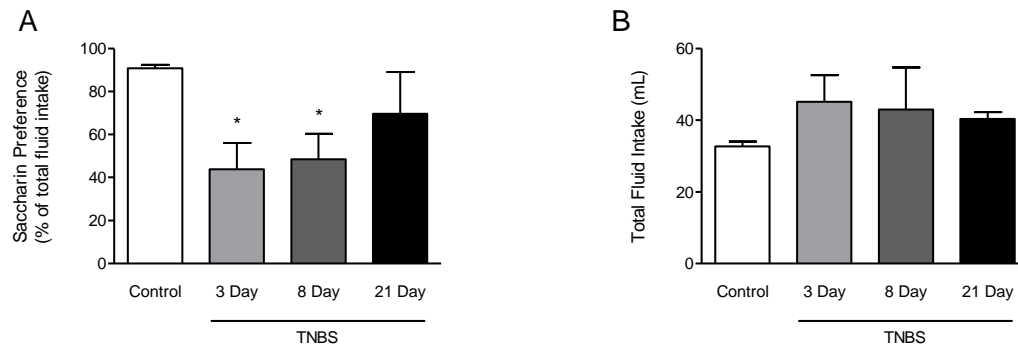 A
Saccharin Preference
(% of total fluid intake)
100
80
60
40
20
0
*
*
Control
3 Day
8 Day
21 Day
TNBS
B
Total Fluid Intake (mL)
60
40
20
0
Control
3 Day
8 Day
21 Day
TNBS